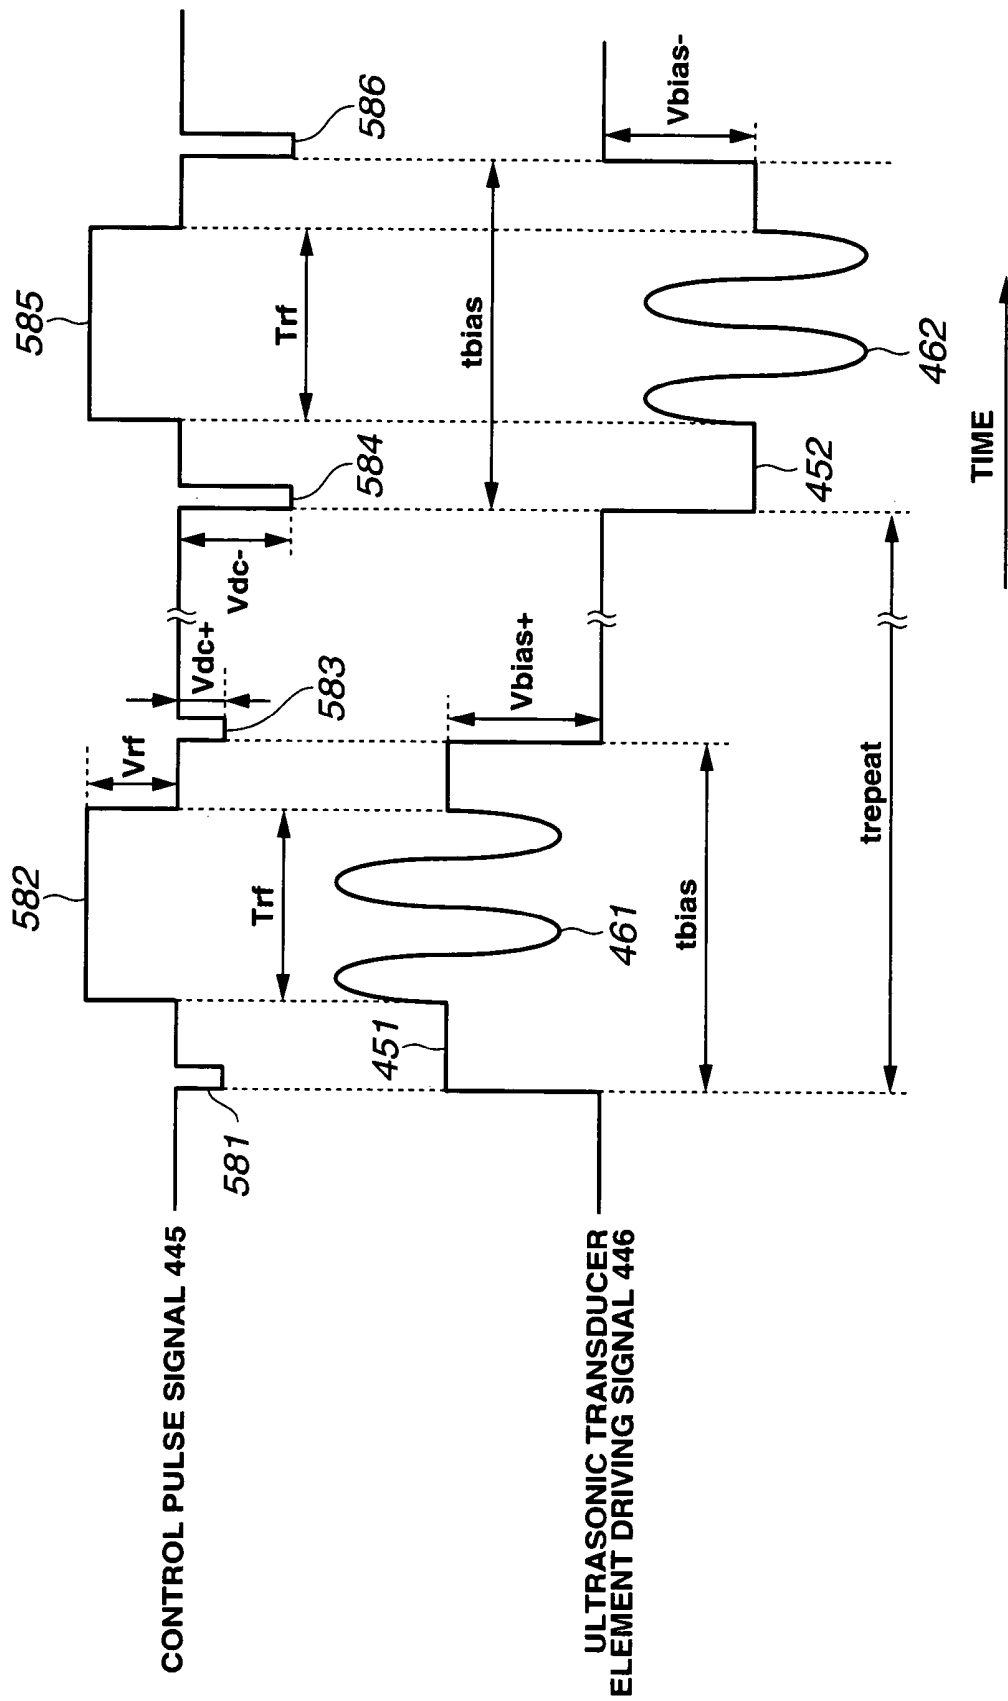 CONTROL PULSE SIGNAL 445
581
582
Vrf
Vdc+
583
Vdc-
584
585
586
Trf
Trf
tbias
ULTRASONIC TRANSDUCER
ELEMENT DRIVING SIGNAL 446
451
461
Vbias+
452
462
Vbias-
tbias
trepeat
TIME